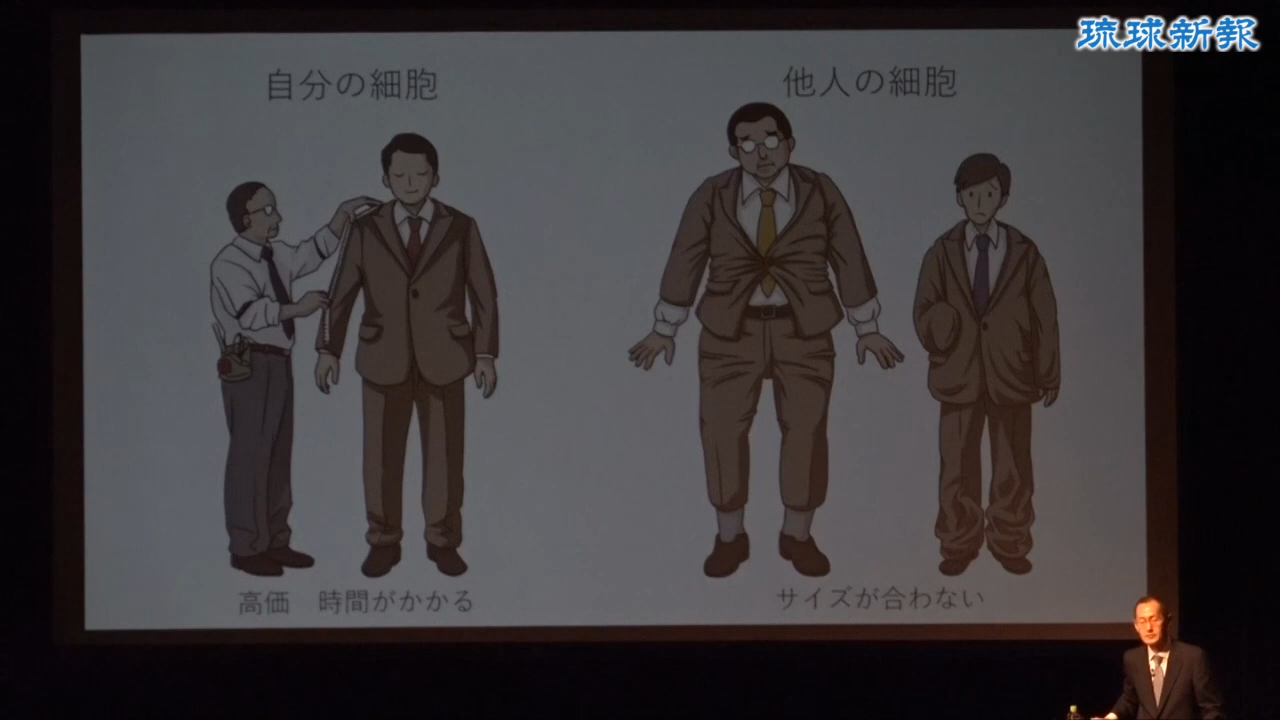 琉球新報
自分の細胞
他人の細胞
高価　時間がかかる
サイズが合わない